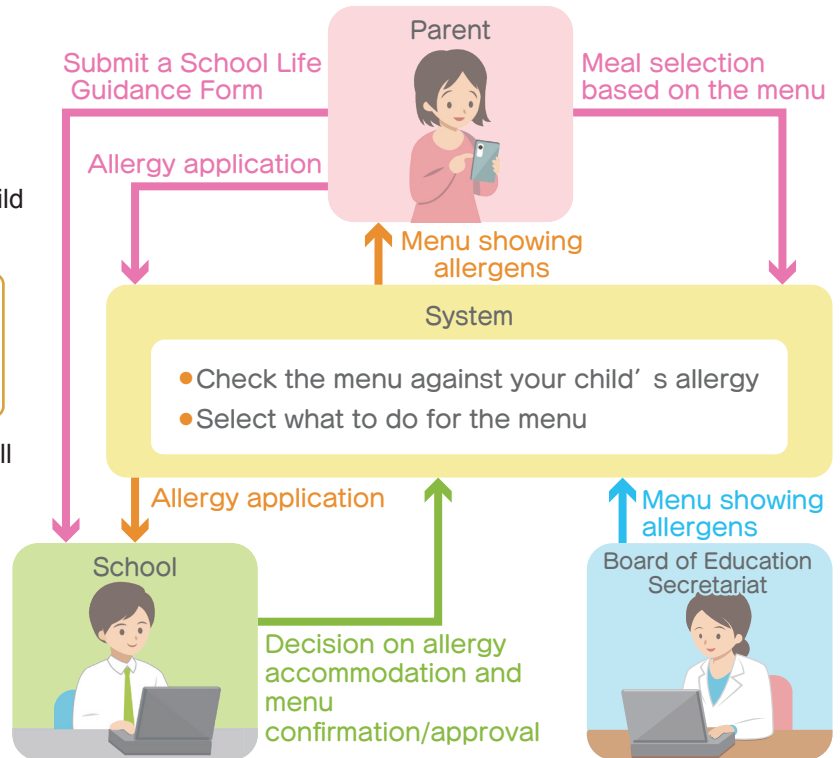 Parent
Submit a School Life
Guidance Form
Meal selection
based on the menu
Allergy application
ild
Menu showing
allergens
System
●Check the menu against your child’ s allergy
●Select what to do for the menu
ll
Allergy application
Menu showing
allergens
School
Board of Education
Secretariat
Decision on allergy
accommodation and
menu
confirmation/approval